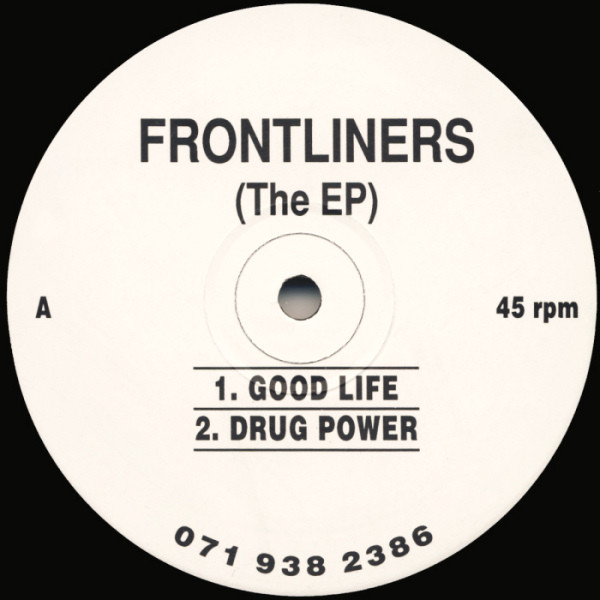 FRONTLINERS
(The EP)
A
45 rpm
1. GOOD LIFE
2. DRUG POWER
071 938 2386